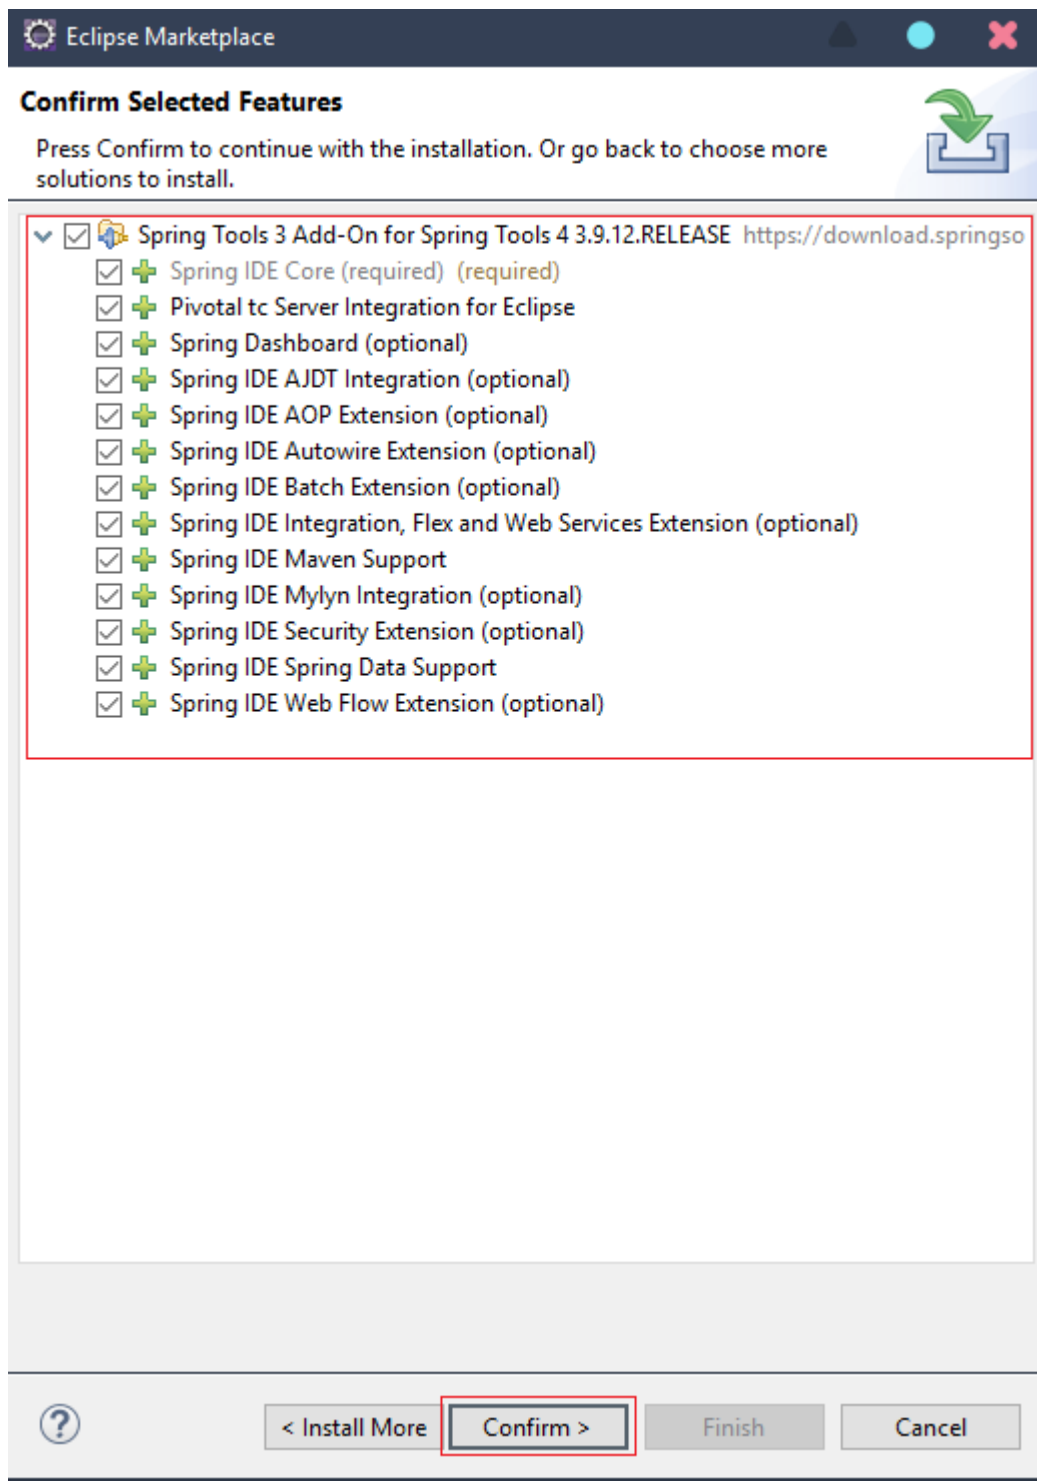 Eclipse Marketplace
Confirm Selected Features
Press Confirm to continue with the installation. Or go back to choose more
solutions to install.
Spring Tools 3 Add-On for Spring Tools 4 3.9.12.RELEASE https://download.springso
Spring IDE Core (required) (required)
Pivotal tc Server Integration for Eclipse
Spring Dashboard (optional)
Spring IDE AJDT Integration (optional)
Spring IDE AOP Extension (optional)
Spring IDE Autowire Extension (optional)
Spring IDE Batch Extension (optional)
Spring IDE Integration, Flex and Web Services Extension (optional)
Spring IDE Maven Support
Spring IDE Mylyn Integration (optional)
Spring IDE Security Extension (optional)
Spring IDE Spring Data Support
Spring IDE Web Flow Extension (optional)
? < Install More Confirm > Finish Cancel